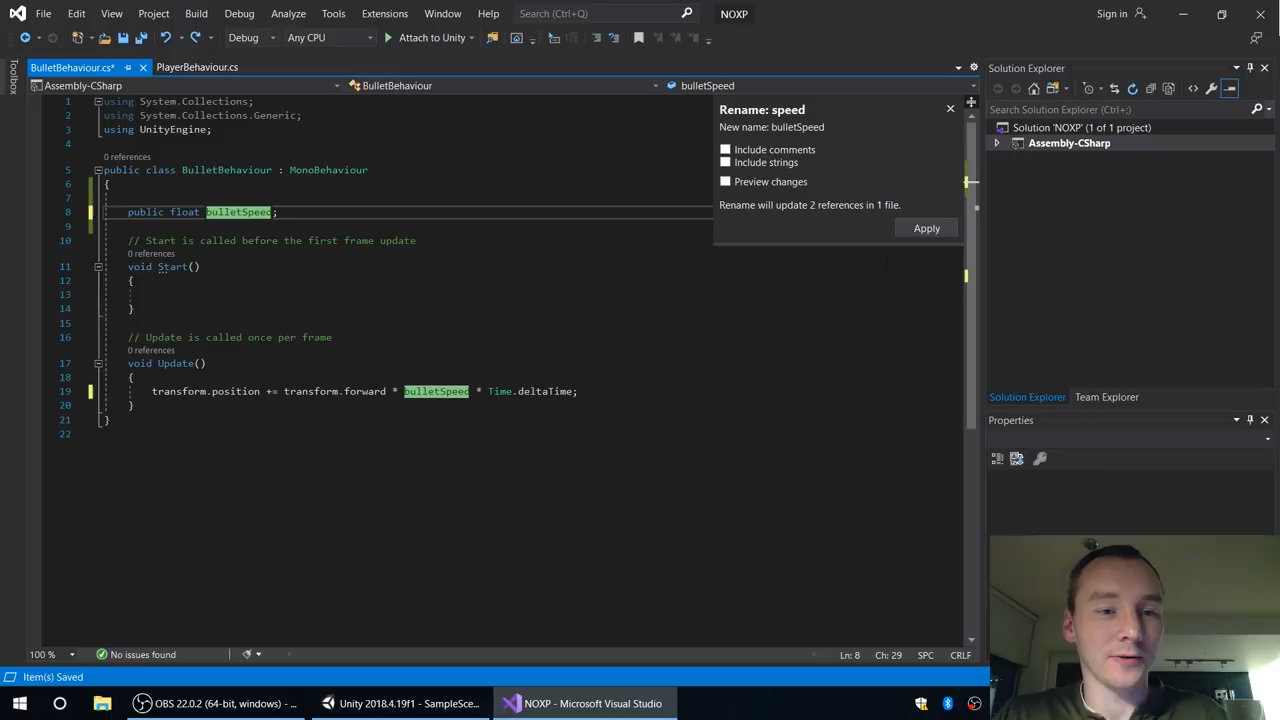 File Edit View Project Build Debug Analyze Tools Extensions Window Help Search (Ctrl+Q) NOXP Sign in
Debug Any CPU Attach to Unity
Toolbox
BulletBehaviour.cs* PlayerBehaviour.cs
Assembly-CSharp BulletBehaviour bulletSpeed
1 using System.Collections;
2 using System.Collections.Generic;
3 using UnityEngine;
4
0 references
5 public class BulletBehaviour : MonoBehaviour
6 {
7
8 public float bulletSpeed;
9
10 // Start is called before the first frame update
0 references
11 void Start()
12 {
13
14 }
15
16 // Update is called once per frame
0 references
17 void Update()
18 {
19 transform.position += transform.forward * bulletSpeed * Time.deltaTime;
20 }
21 }
22
Rename: speed
New name: bulletSpeed
Include comments
Include strings
Preview changes
Rename will update 2 references in 1 file.
Apply
Solution Explorer
Search Solution Explorer (Ctrl+;)
Solution 'NOXP' (1 of 1 project)
Assembly-CSharp
Solution Explorer Team Explorer
Properties
100 % No issues found Ln: 8 Ch: 29 SPC CRLF
Item(s) Saved
OBS 22.0.2 (64-bit, windows) - ... Unity 2018.4.19f1 - SampleSce... NOXP - Microsoft Visual Studio